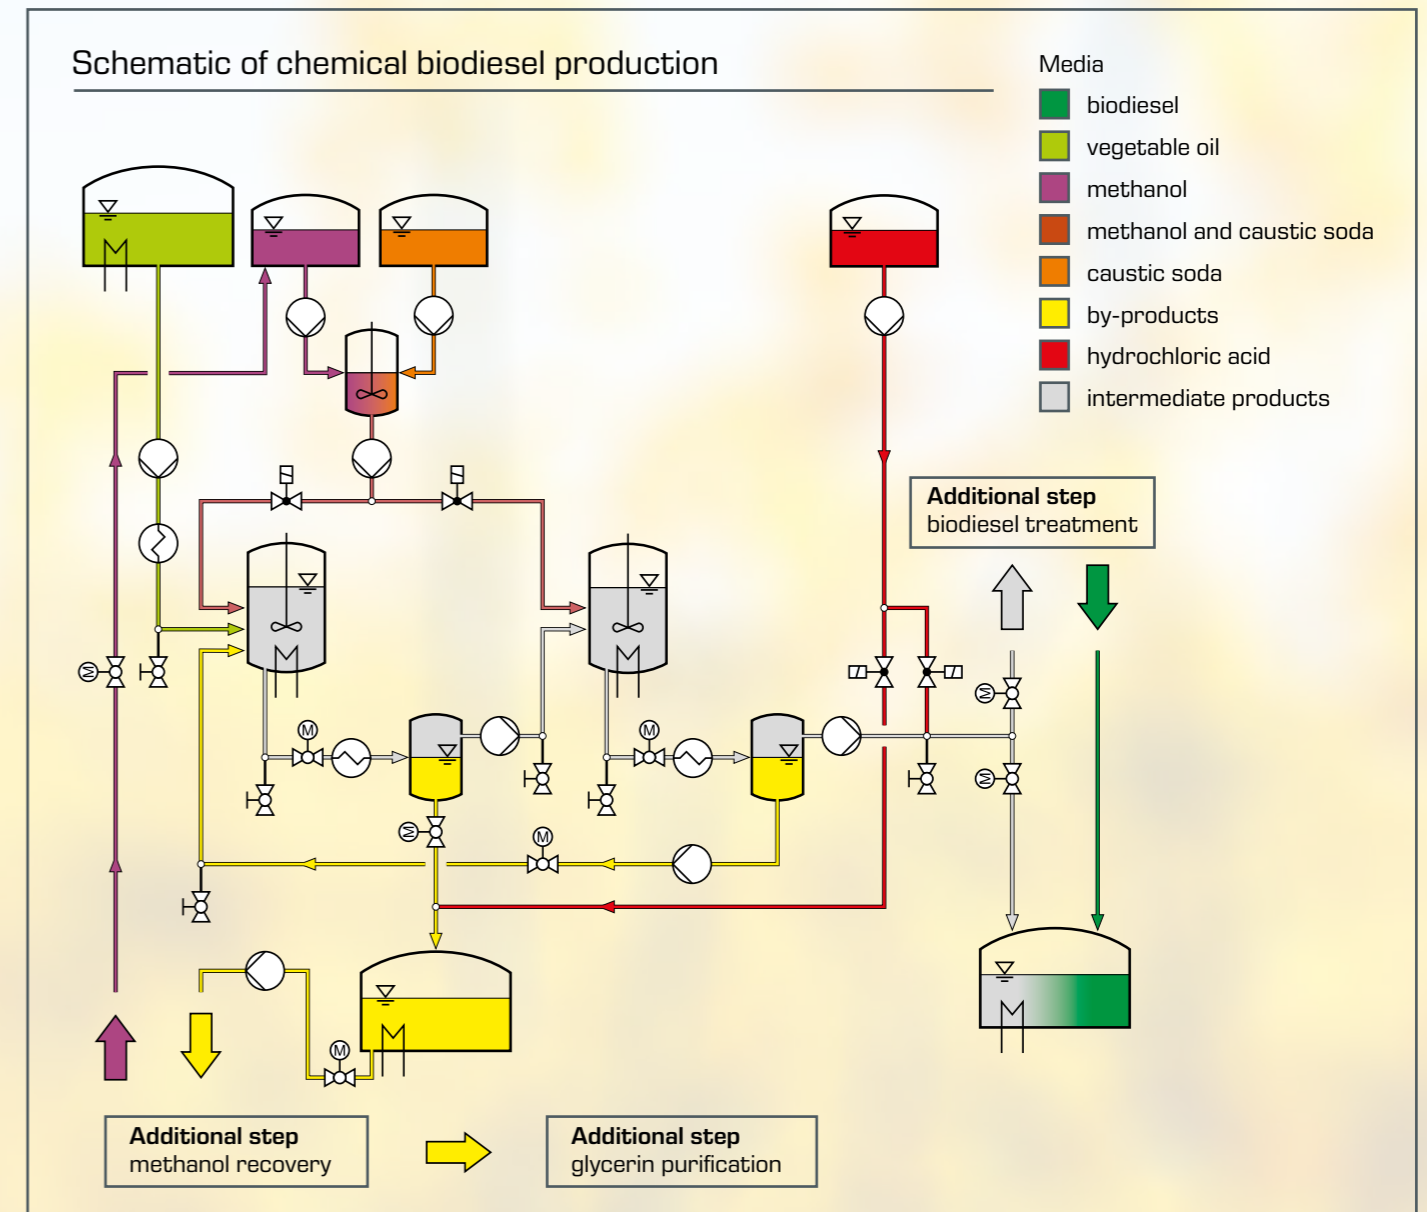 Schematic of chemical biodiesel production
Media
biodiesel
vegetable oil
methanol
methanol and caustic soda
caustic soda
by-products
hydrochloric acid
intermediate products
Additional step
biodiesel treatment
M
M
M
M
M
M
M
M
Additional step
methanol recovery
Additional step
glycerin purification